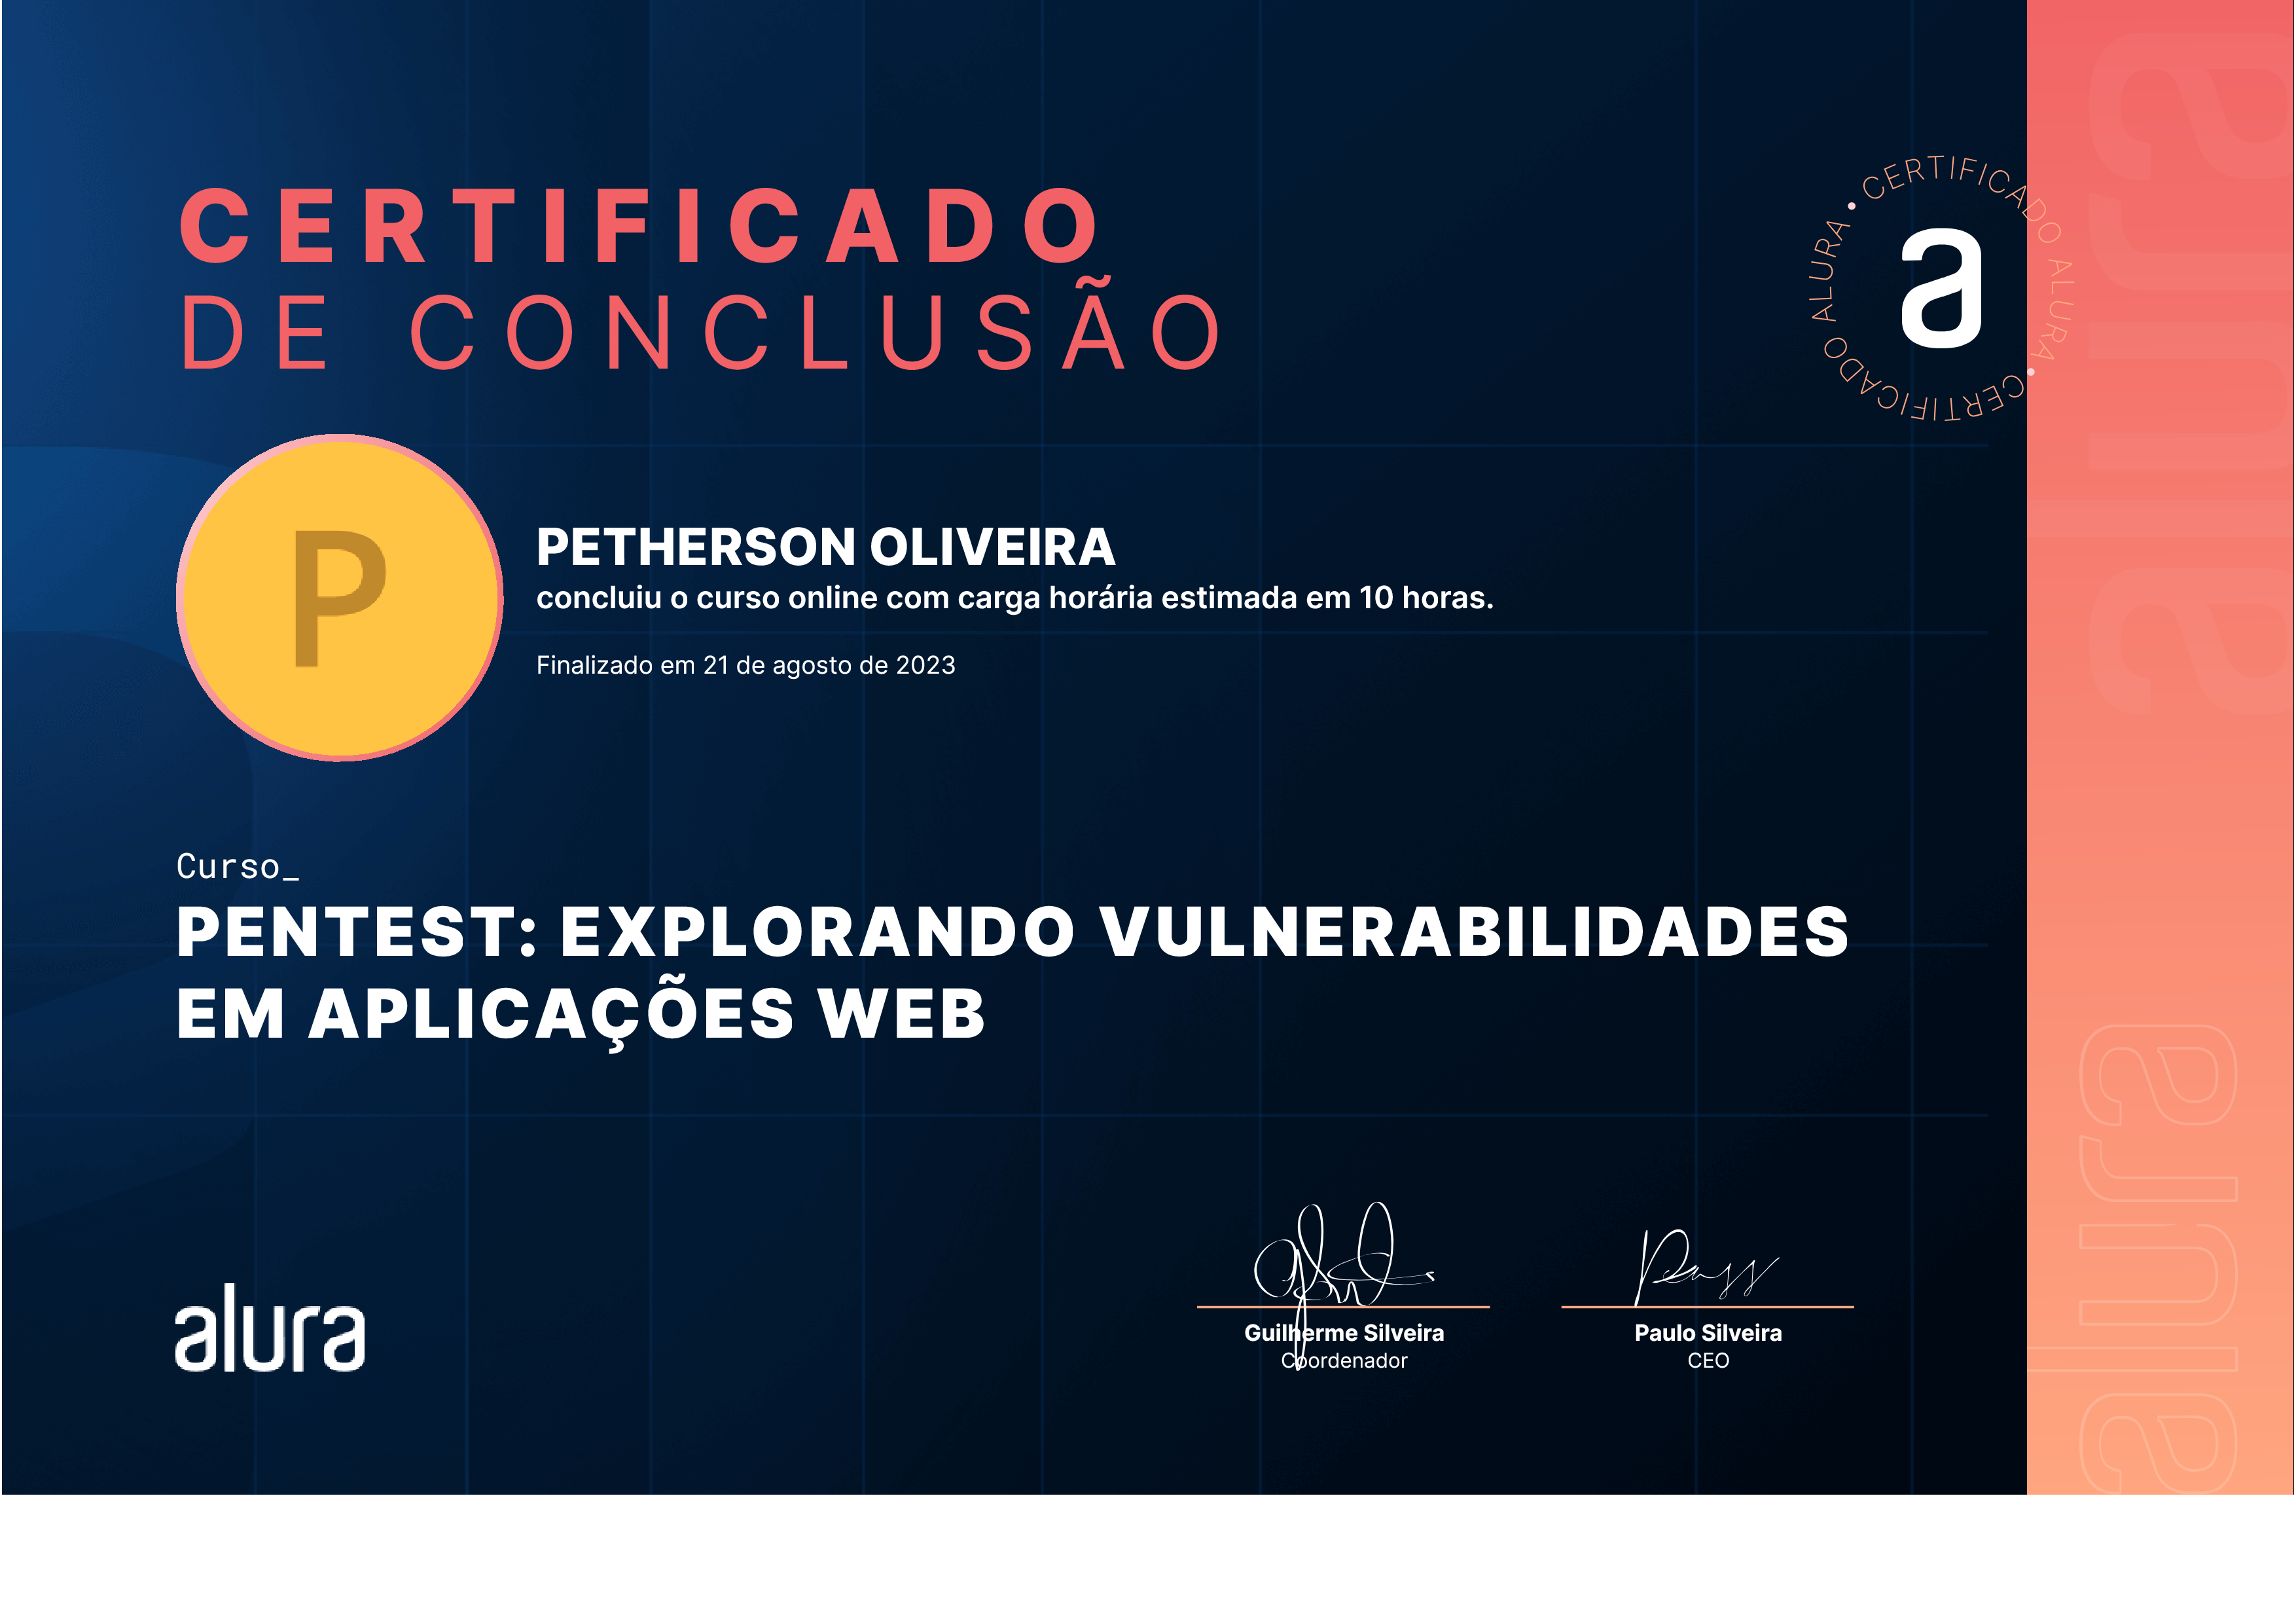 CERTIFICADO
DE CONCLUSÃO
CERTIFICADO ALURA • CERTIFICADO ALURA •
a
P
PETHERSON OLIVEIRA
concluiu o curso online com carga horária estimada em 10 horas.
Finalizado em 21 de agosto de 2023
Curso_
PENTEST: EXPLORANDO VULNERABILIDADES
EM APLICAÇÕES WEB
alura
Guilherme Silveira
Coordenador
Paulo Silveira
CEO
alura
alura